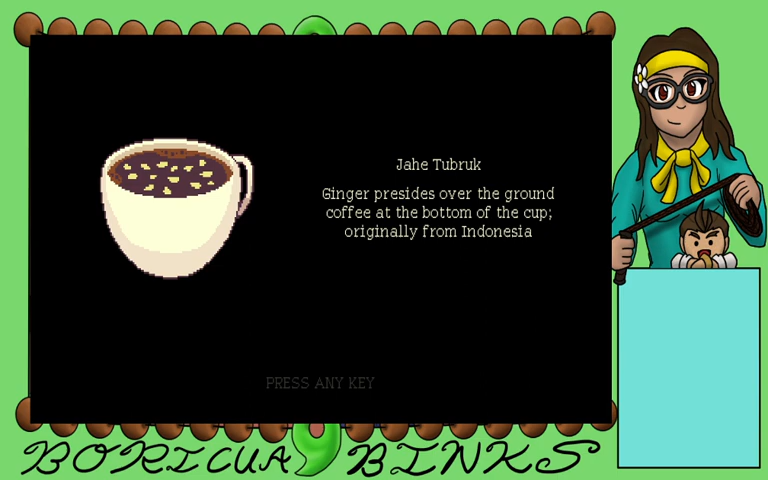 Jahe Tubruk
Ginger presides over the ground
coffee at the bottom of the cup;
originally from Indonesia
PRESS ANY KEY
BORICUA BINKS